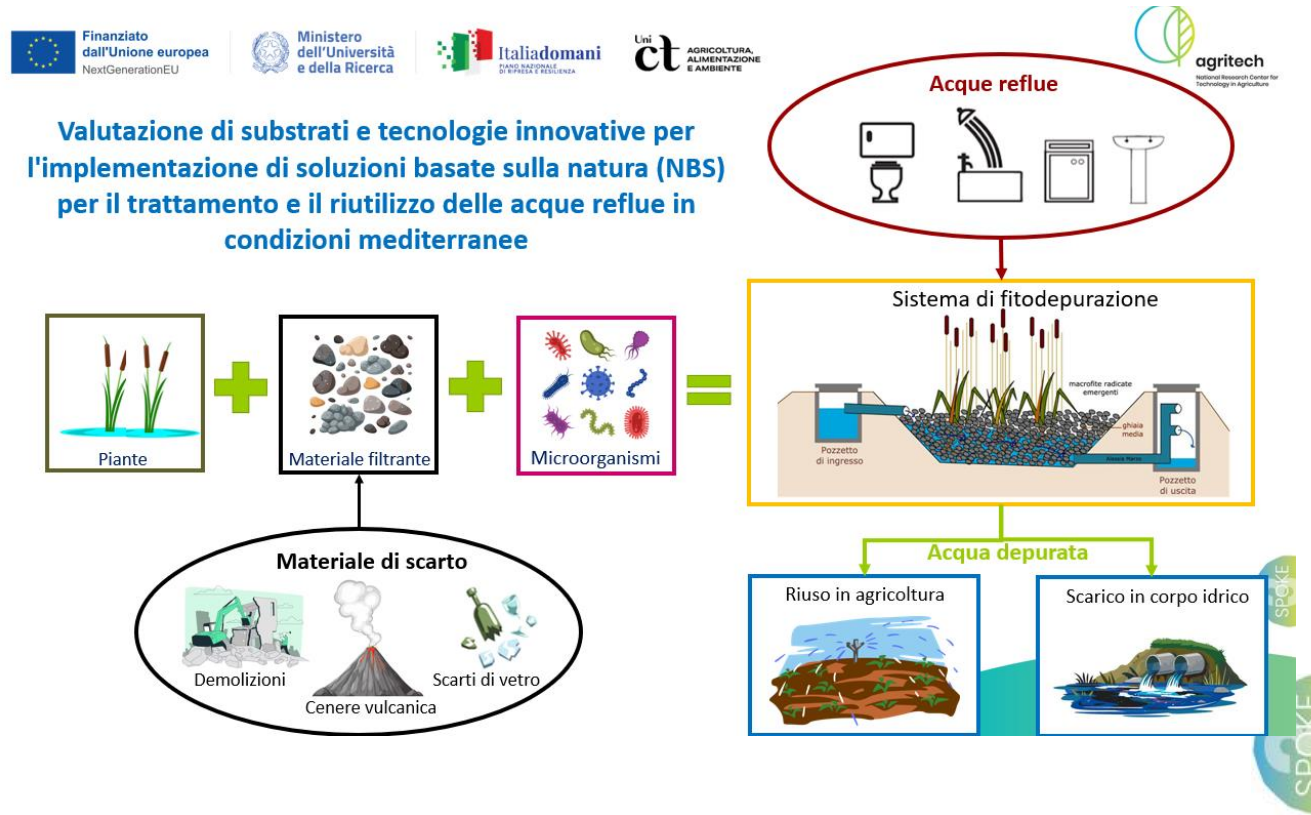 Finanziato
dall'Unione europea
NextGenerationEU
Ministero
dell'Università
e della Ricerca
Italiadomani
PIANO NAZIONALE
DI RIPRESA E RESILIENZA
Uni
ct
AGRICOLTURA,
ALIMENTAZIONE
E AMBIENTE
agritech
National Research Center for
Technology in Agriculture
Valutazione di substrati e tecnologie innovative per
l'implementazione di soluzioni basate sulla natura (NBS)
per il trattamento e il riutilizzo delle acque reflue in
condizioni mediterranee
Acque reflue
Piante
Materiale filtrante
Microorganismi
Sistema di fitodepurazione
macrofite radicate
emergenti
ghiaia
media
Pozzetto
di ingresso
Alessia Marzo
Pozzetto
di uscita
Materiale di scarto
Demolizioni
Cenere vulcanica
Scarti di vetro
Acqua depurata
Riuso in agricoltura
Scarico in corpo idrico
SPOKE
SPOKE